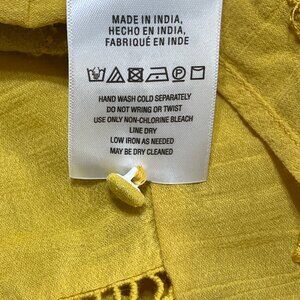 MADE IN INDIA,
HECHO EN INDIA,
FABRIQUÉ EN INDE
HAND WASH COLD SEPARATELY
DO NOT WRING OR TWIST
USE ONLY NON-CHLORINE BLEACH
LINE DRY
LOW IRON AS NEEDED
MAY BE DRY CLEANED